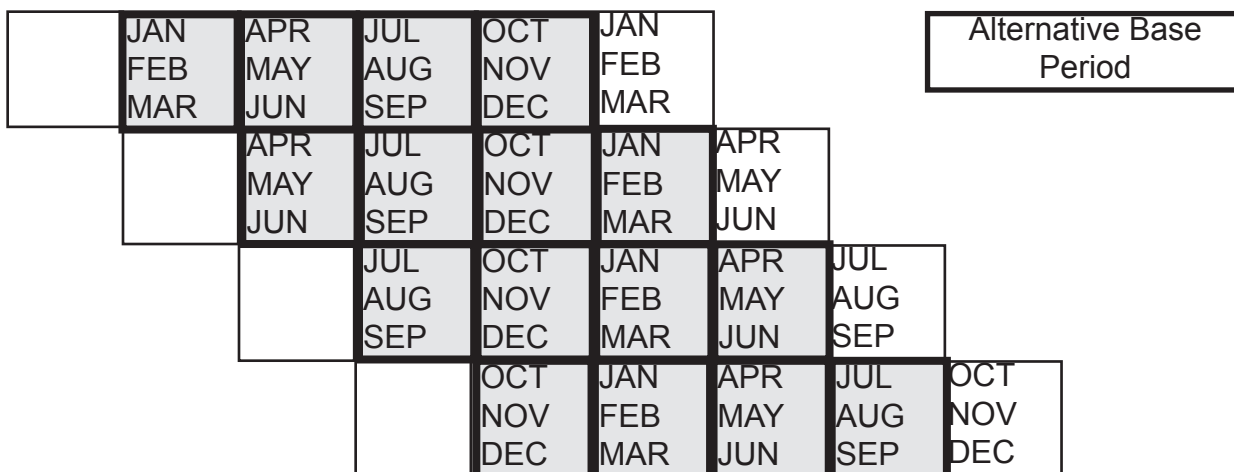 JAN APR JUL OCT JAN
FEB MAY AUG NOV FEB
MAR JUN SEP DEC MAR
Alternative Base
Period
APR JUL OCT JAN APR
MAY AUG NOV FEB MAY
JUN SEP DEC MAR JUN
JUL OCT JAN APR JUL
AUG NOV FEB MAY AUG
SEP DEC MAR JUN SEP
OCT JAN APR JUL OCT
NOV FEB MAY AUG NOV
DEC MAR JUN SEP DEC